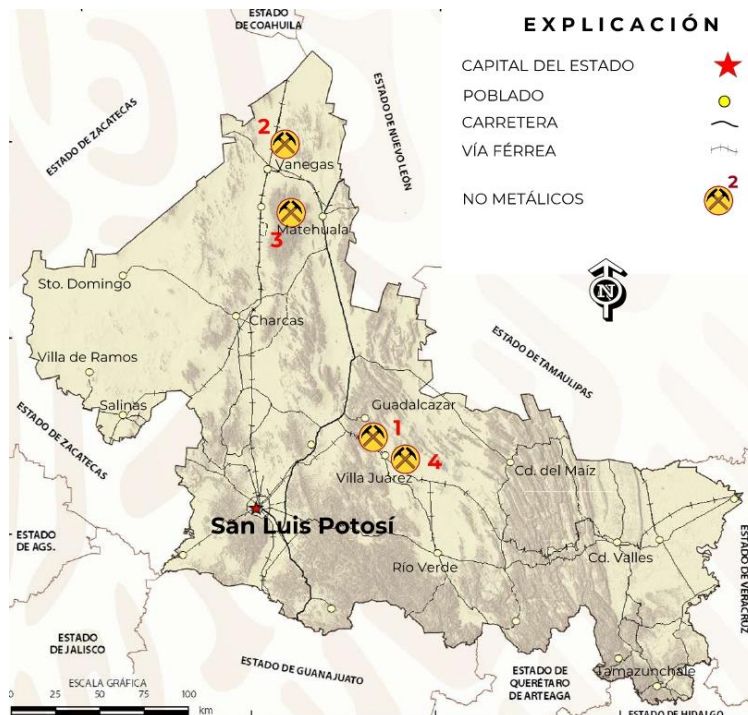 EXPLICACIÓN
CAPITAL DEL ESTADO
POBLADO
CARRETERA
VÍA FÉRREA
NO METÁLICOS
2
ESTADO
DE COAHUILA
ESTADO DE ZACATECAS
ESTADO DE NUEVO LEÓN
2
Vanegas
3
Matehuala
N
Sto. Domingo
Charcas
ESTADO DE TAMAULIPAS
Villa de Ramos
Salinas
Guadalcazar
1
ESTADO DE ZACATECAS
4
Villa Juárez
Cd. del Maíz
San Luis Potosí
ESTADO
DE AGS.
Río Verde
Cd. Valles
ESTADO DE VERACRUZ
ESTADO
DE JALISCO
ESTADO DE GUANAJUATO
ESTADO DE
QUERÉTARO
DE ARTEAGA
Tamazunchale
ESTADO DE HIDALGO
ESCALA GRÁFICA
0 25 50 75 100
km